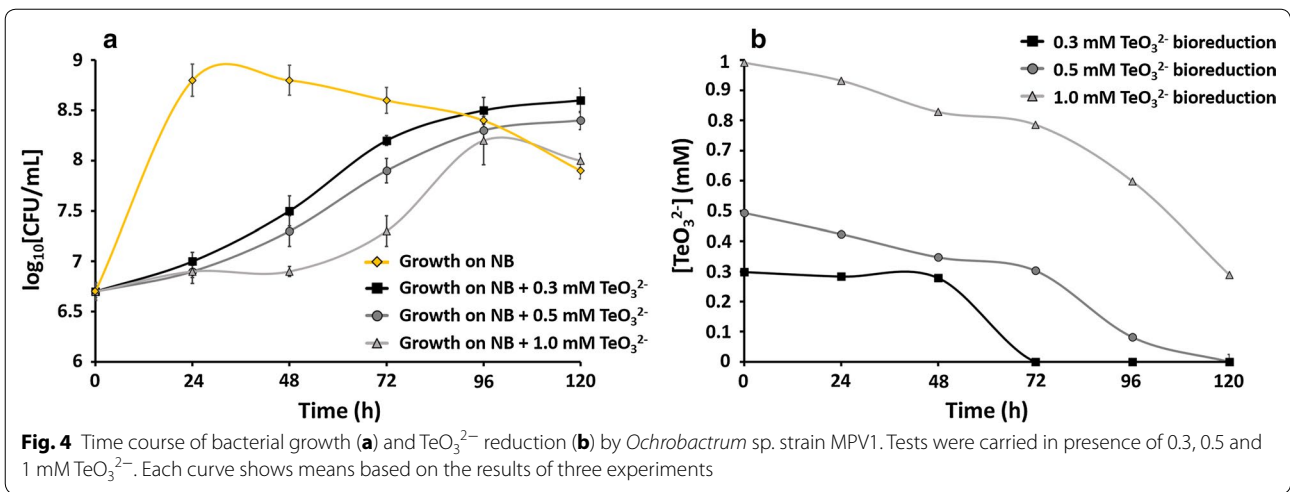 a
9
8.5
8
7.5
7
6.5
6
log₁₀[CFU/mL]
0 24 48 72 96 120
Time (h)
Growth on NB
Growth on NB + 0.3 mM TeO₃²⁻
Growth on NB + 0.5 mM TeO₃²⁻
Growth on NB + 1.0 mM TeO₃²⁻
b
0.3 mM TeO₃²⁻ bioreduction
0.5 mM TeO₃²⁻ bioreduction
1.0 mM TeO₃²⁻ bioreduction
1
0.9
0.8
0.7
0.6
0.5
0.4
0.3
0.2
0.1
0
[TeO₃²⁻] (mM)
0 24 48 72 96 120
Time (h)
Fig. 4 Time course of bacterial growth (a) and TeO₃²⁻ reduction (b) by Ochrobactrum sp. strain MPV1. Tests were carried in presence of 0.3, 0.5 and
1 mM TeO₃²⁻. Each curve shows means based on the results of three experiments